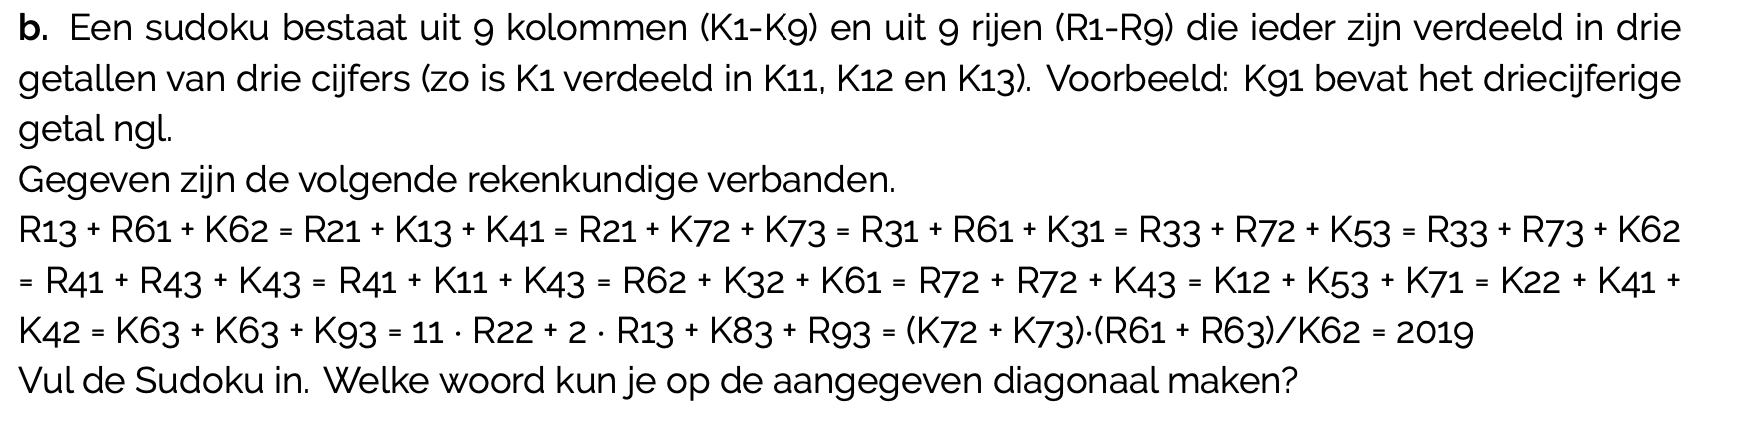 b. Een sudoku bestaat uit 9 kolommen (K1-K9) en uit 9 rijen (R1-R9) die ieder zijn verdeeld in drie
getallen van drie cijfers (zo is K1 verdeeld in K11, K12 en K13). Voorbeeld: K91 bevat het driecijferige
getal ngl.
Gegeven zijn de volgende rekenkundige verbanden.
R13 + R61 + K62 = R21 + K13 + K41 = R21 + K72 + K73 = R31 + R61 + K31 = R33 + R72 + K53 = R33 + R73 + K62
= R41 + R43 + K43 = R41 + K11 + K43 = R62 + K32 + K61 = R72 + R72 + K43 = K12 + K53 + K71 = K22 + K41 +
K42 = K63 + K63 + K93 = 11 · R22 + 2 · R13 + K83 + R93 = (K72 + K73)·(R61 + R63)/K62 = 2019
Vul de Sudoku in. Welke woord kun je op de aangegeven diagonaal maken?